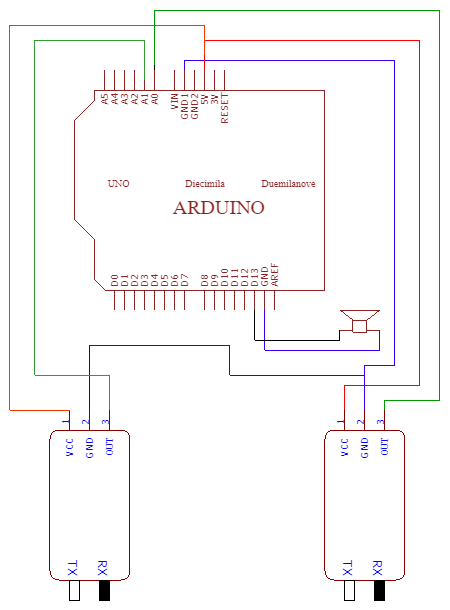 A5 A4 A3 A2 A1 A0 VIN GND1 GND2 5V 3V RESET
UNO Diecimila Duemilanove
ARDUINO
D0 D1 D2 D3 D4 D5 D6 D7 D8 D9 D10 D11 D12 D13 GND AREF
1 2 3 1 2 3
VCC GND OUT VCC GND OUT
TX RX TX RX